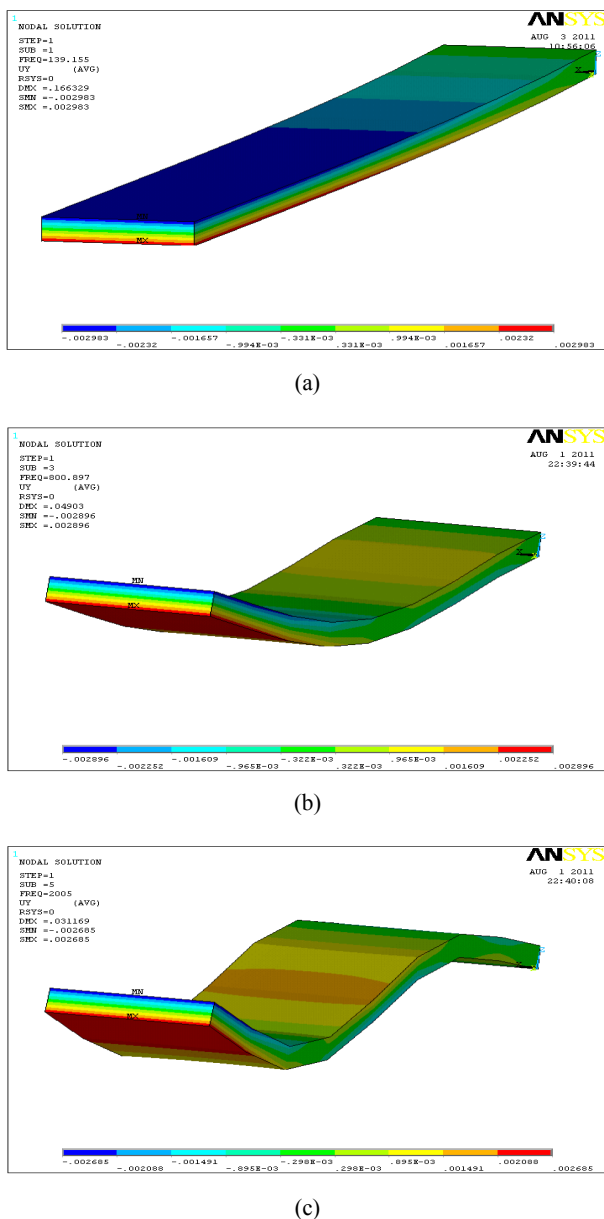 1
NODAL SOLUTION
STEP=1
SUB =1
FREQ=139.155
UY (AVG)
RSYS=0
DMX =.166329
SMN =-.002983
SMX =.002983
ANSYS
AUG 3 2011
10:56:06
Z
MX
-.002983 -.001657 -.331E-03 .994E-03 .00232
-.00232 -.994E-03 .331E-03 .001657 .002983
(a)
1
NODAL SOLUTION
STEP=1
SUB =3
FREQ=800.897
UY (AVG)
RSYS=0
DMX =.04903
SMN =-.002896
SMX =.002896
ANSYS
AUG 1 2011
22:39:44
Z
MN
MX
-.002896 -.001609 -.322E-03 .965E-03 .002252
-.002252 -.965E-03 .322E-03 .001609 .002896
(b)
1
NODAL SOLUTION
STEP=1
SUB =5
FREQ=2005
UY (AVG)
RSYS=0
DMX =.031169
SMN =-.002685
SMX =.002685
ANSYS
AUG 1 2011
22:40:08
MN
MX
-.002685 -.001491 -.298E-03 .895E-03 .002088
-.002088 -.895E-03 .298E-03 .001491 .002685
(c)